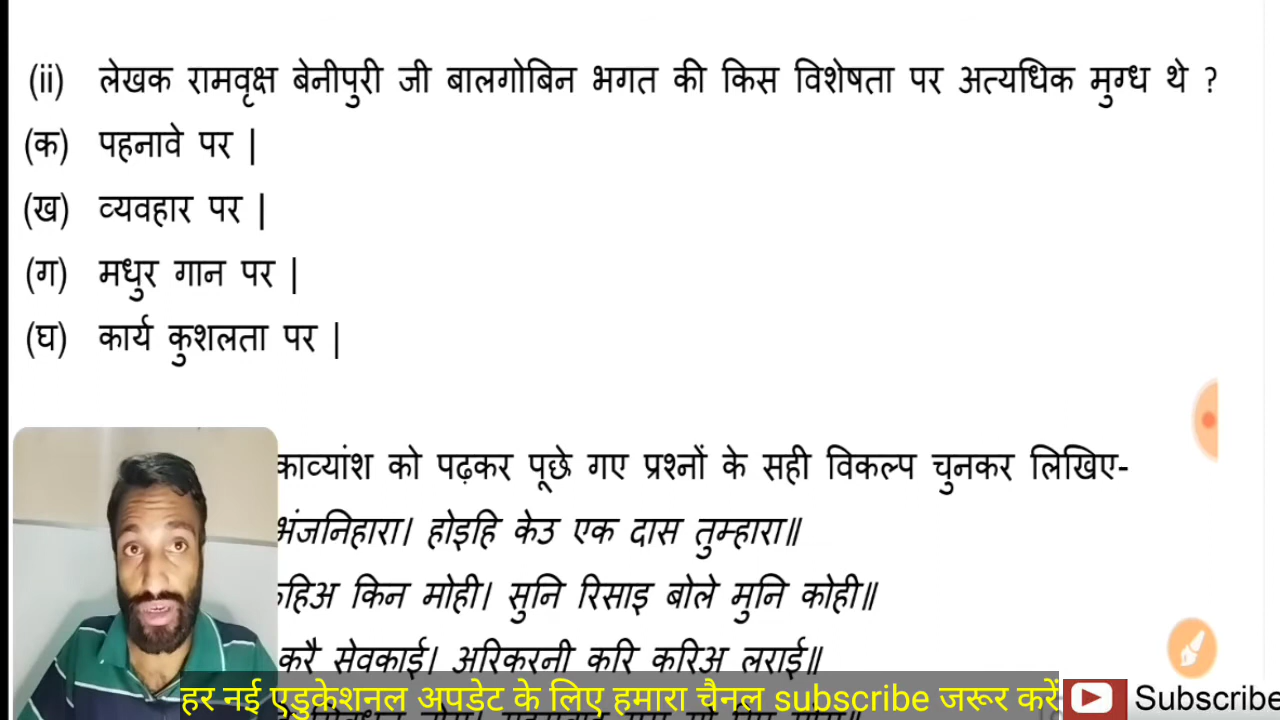 (ii) लेखक रामवृक्ष बेनीपुरी जी बालगोबिन भगत की किस विशेषता पर अत्यधिक मुग्ध थे ?
(क) पहनावे पर |
(ख) व्यवहार पर |
(ग) मधुर गान पर |
(घ) कार्य कुशलता पर |
काव्यांश को पढ़कर पूछे गए प्रश्नों के सही विकल्प चुनकर लिखिए-
भंजनिहारा। होइहि केउ एक दास तुम्हारा॥
किन मोही। सुनि रिसाइ बोले मुनि कोही॥
करै सेवकाई। अरिकरनी करि करिअ लराई॥
हर नई एडुकेशनल अपडेट के लिए हमारा चैनल subscribe जरूर करें Subscribe